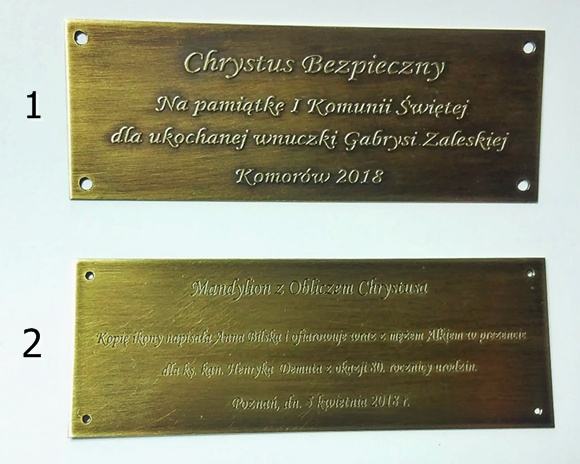 1
Chrystus Bezpieczny
Na pamiątkę I Komunii Świętej
dla ukochanej wnuczki Gabrysi Zaleskiej
Komorów 2018
2
Mandylion z Obliczem Chrystusa
Kopię ikony napisała Anna Bilska i ofiarowuje wraz z mężem Alkiem w prezencie
dla ks. kan. Henryka Demuta z okazji 80. rocznicy urodzin.
Poznań, dn. 3 kwietnia 2018 r.